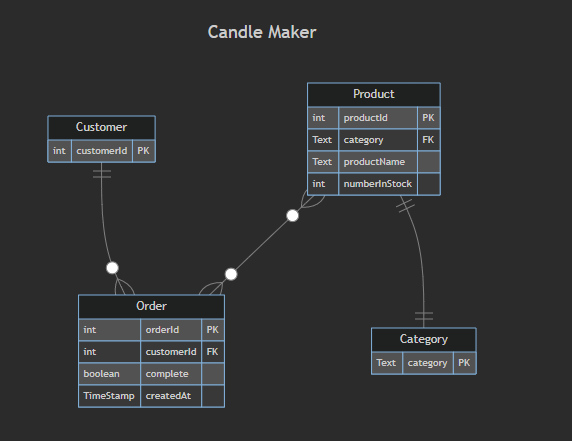 Candle Maker
Product
int productId PK
Text category FK
Text productName
int numberInStock
Customer
int customerId PK
Order
int orderId PK
int customerId FK
boolean complete
TimeStamp createdAt
Category
Text category PK